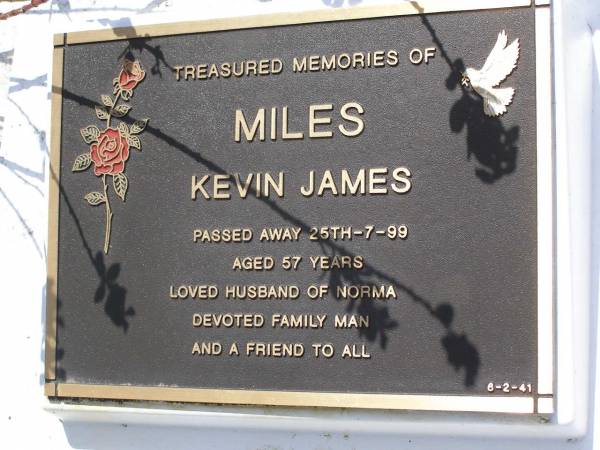 TREASURED MEMORIES OF
MILES
KEVIN JAMES
PASSED AWAY 25TH-7-99
AGED 57 YEARS
LOVED HUSBAND OF NORMA
DEVOTED FAMILY MAN
AND A FRIEND TO ALL
6-2-41